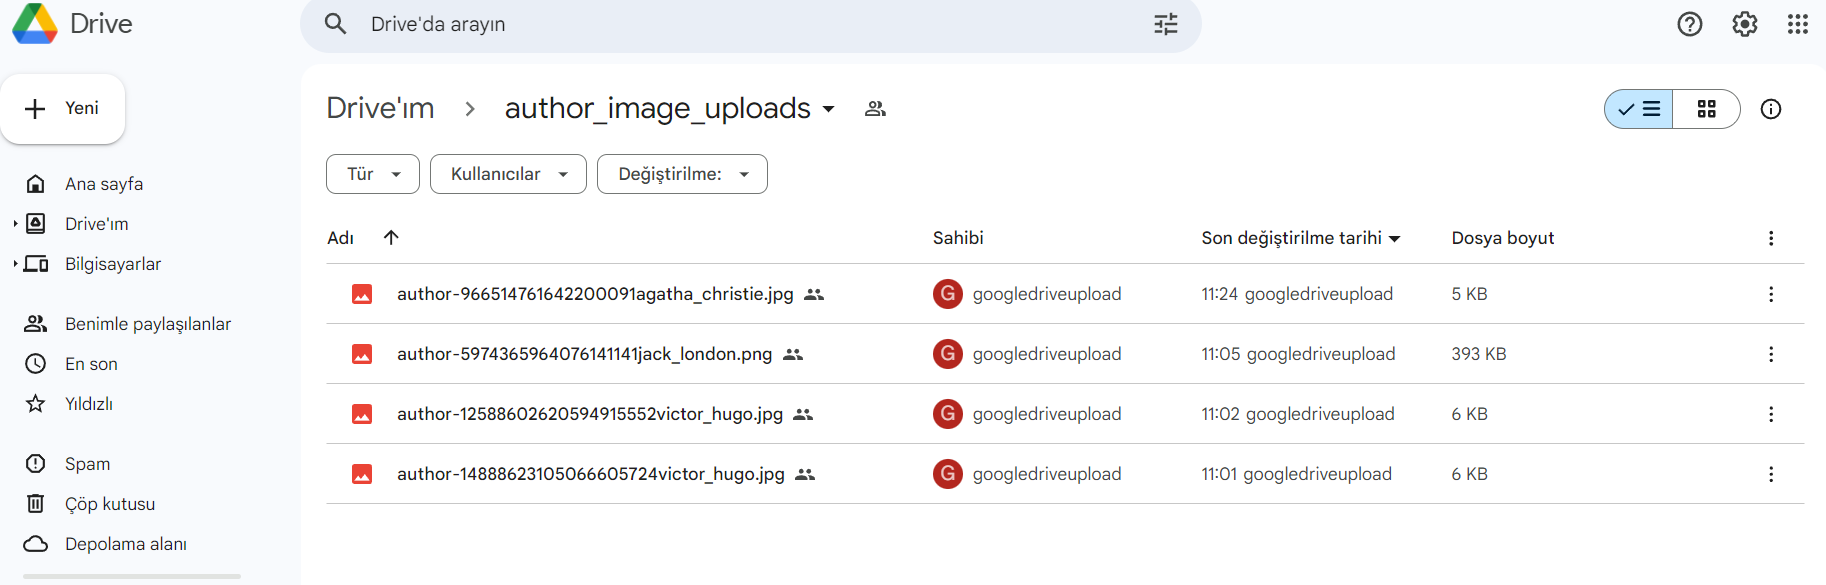 Drive
Drive'da arayın
Yeni
Ana sayfa
Drive'ım
Bilgisayarlar
Benimle paylaşılanlar
En son
Yıldızlı
Spam
Çöp kutusu
Depolama alanı
Drive'ım > author_image_uploads
Tür Kullanıcılar Değiştirilme:
Adı Sahibi Son değiştirilme tarihi Dosya boyut
author-966514761642200091agatha_christie.jpg G googledriveupload 11:24 googledriveupload 5 KB
author-5974365964076141141jack_london.png G googledriveupload 11:05 googledriveupload 393 KB
author-12588602620594915552victor_hugo.jpg G googledriveupload 11:02 googledriveupload 6 KB
author-14888623105066605724victor_hugo.jpg G googledriveupload 11:01 googledriveupload 6 KB